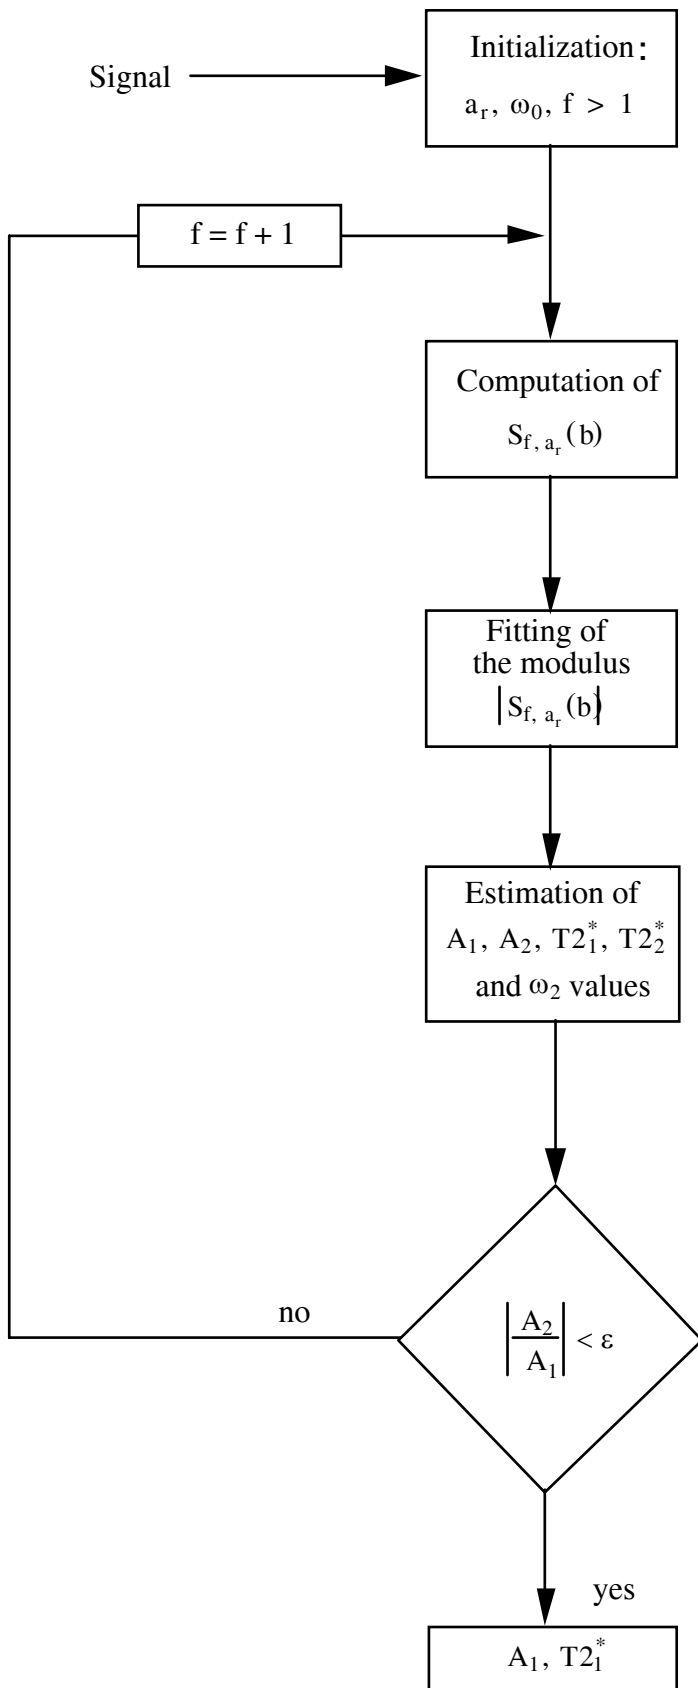 Initialization:
Signal
a_r, ω_0, f > 1
f = f + 1
Computation of
S_{f, a_r}(b)
Fitting of
the modulus
|S_{f, a_r}(b)|
Estimation of
A_1, A_2, T2_1^*, T2_2^*
and ω_2 values
no
|A_2 / A_1| < ε
yes
A_1, T2_1^*